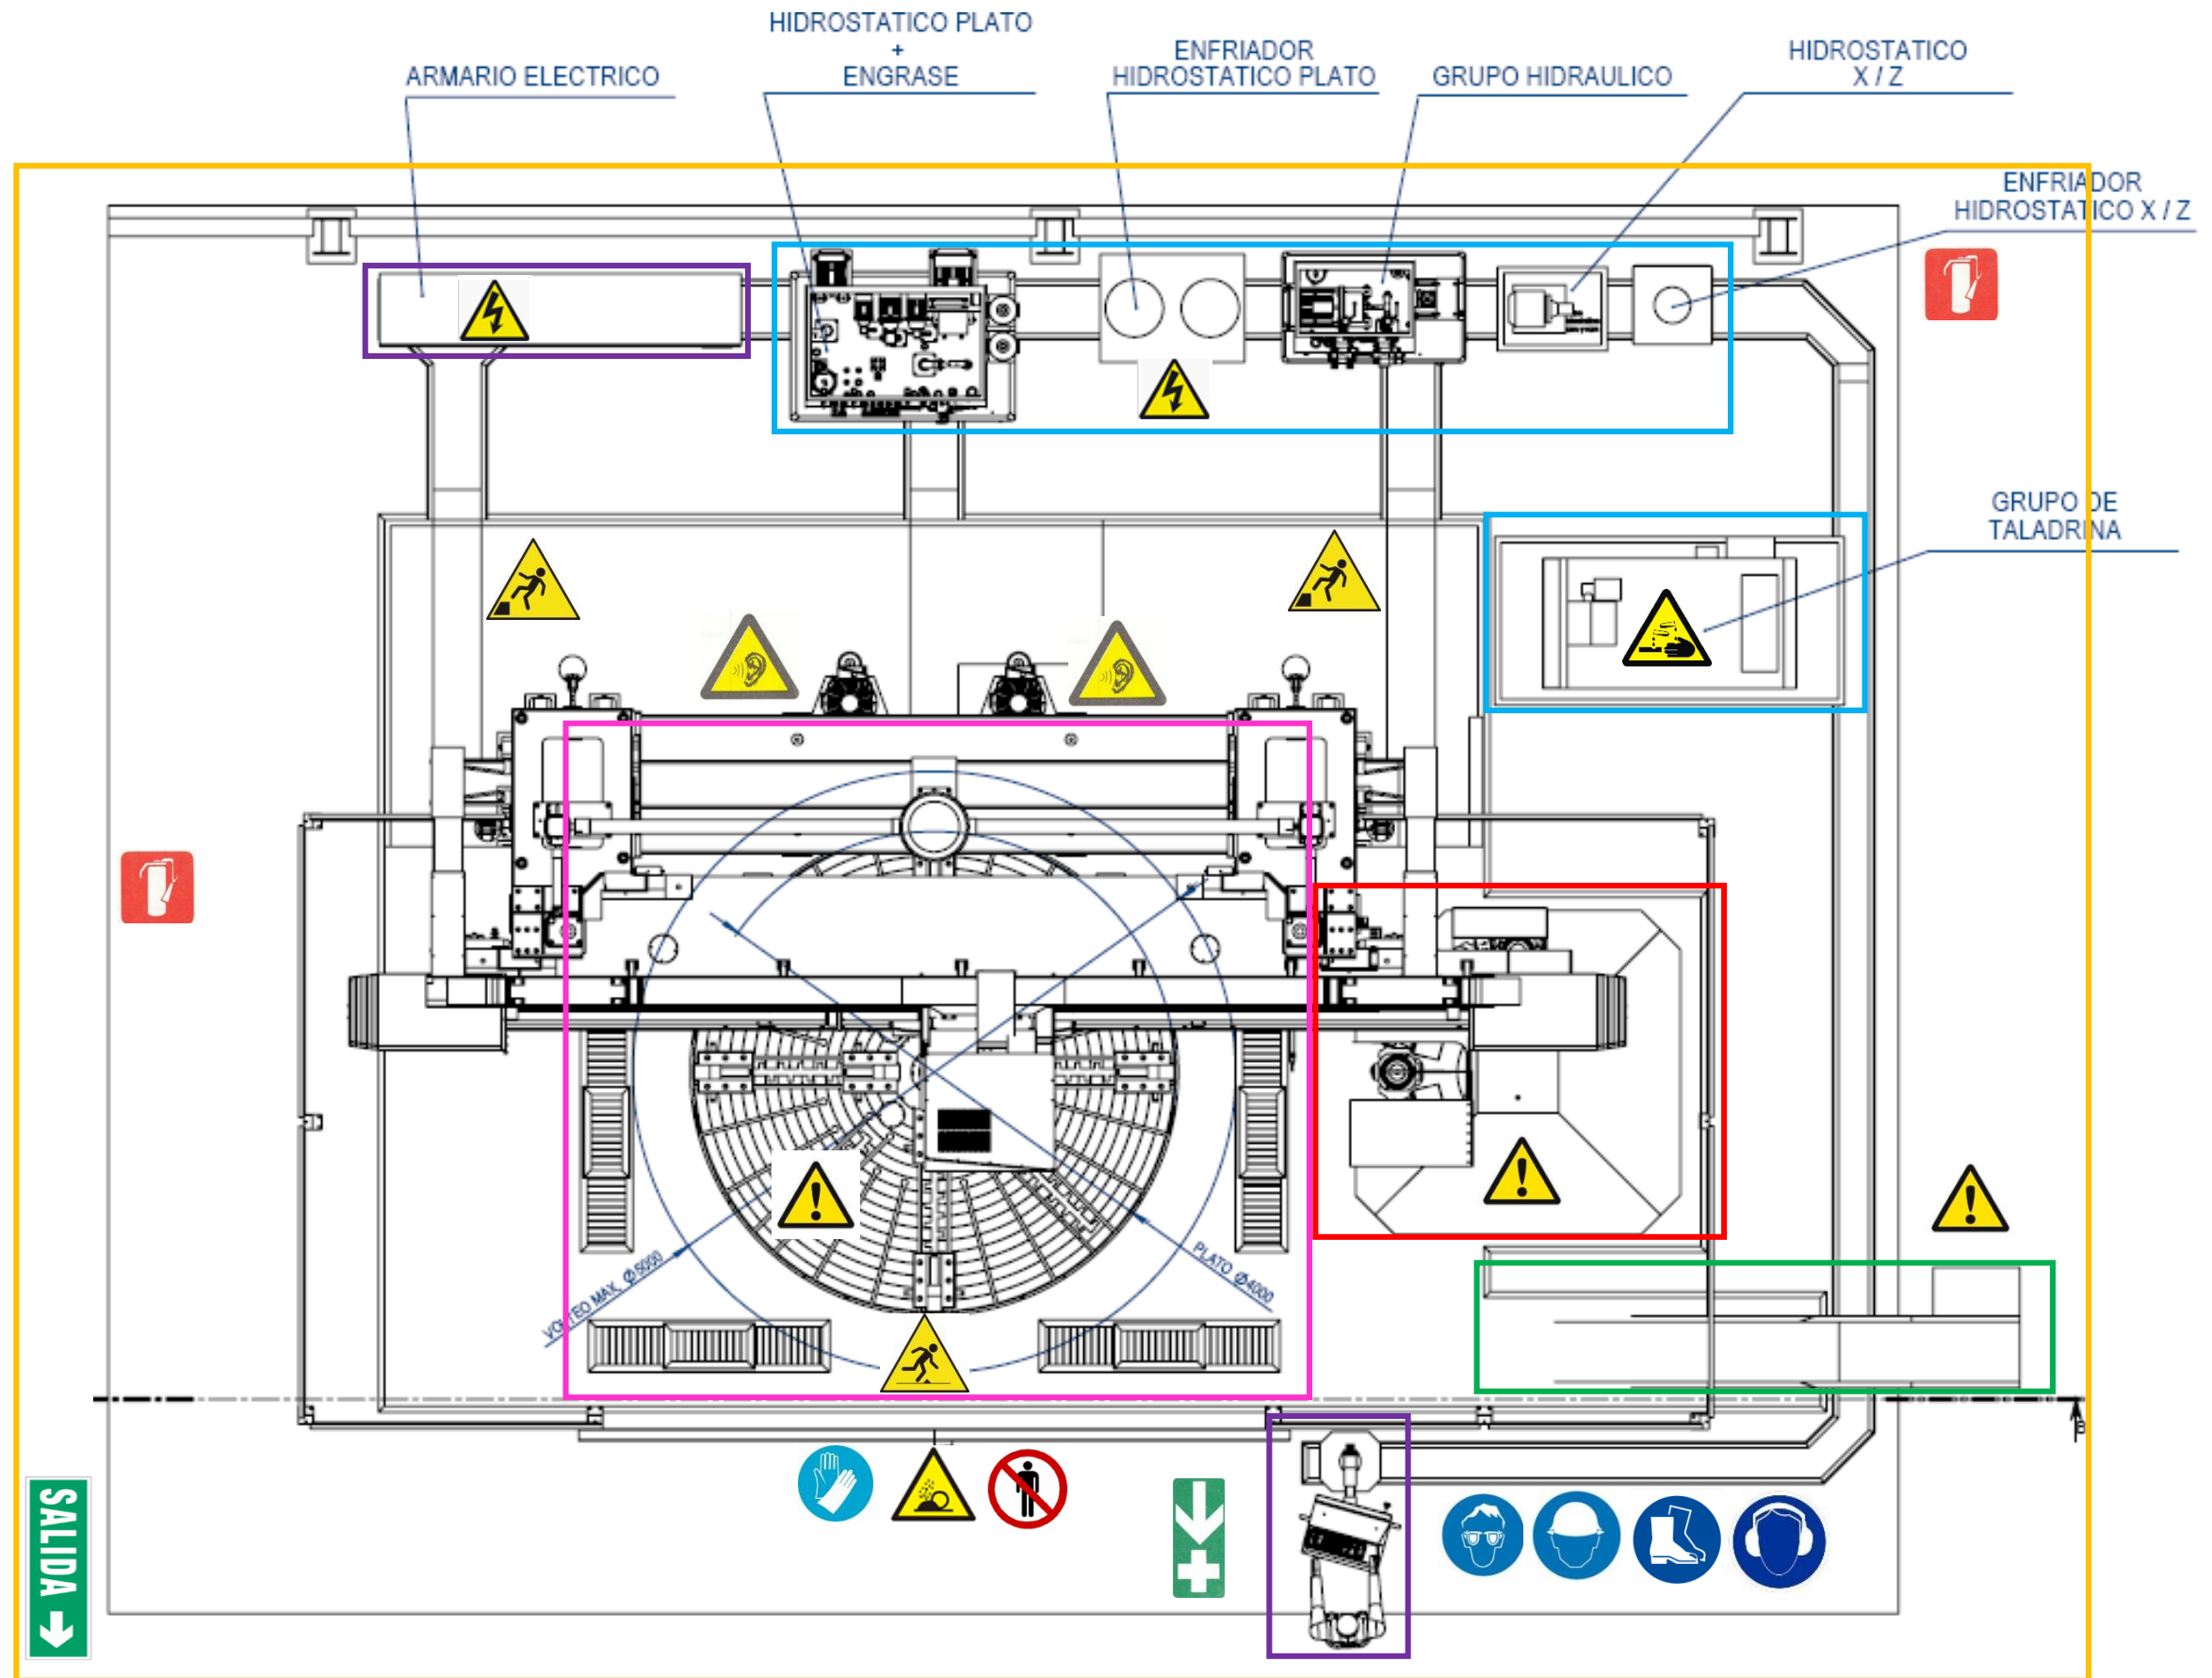 HIDROSTATICO PLATO
+
ENGRASE
ARMARIO ELECTRICO
ENFRIADOR
HIDROSTATICO PLATO
GRUPO HIDRAULICO
HIDROSTATICO
X / Z
ENFRIADOR
HIDROSTATICO X / Z
GRUPO DE
TALADRINA
VOLTEO MAX. Ø5000
PLATO Ø4000
SALIDA